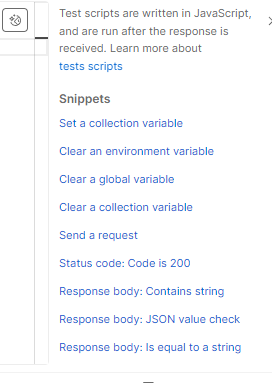 Test scripts are written in JavaScript,
and are run after the response is
received. Learn more about
tests scripts
Snippets
Set a collection variable
Clear an environment variable
Clear a global variable
Clear a collection variable
Send a request
Status code: Code is 200
Response body: Contains string
Response body: JSON value check
Response body: Is equal to a string